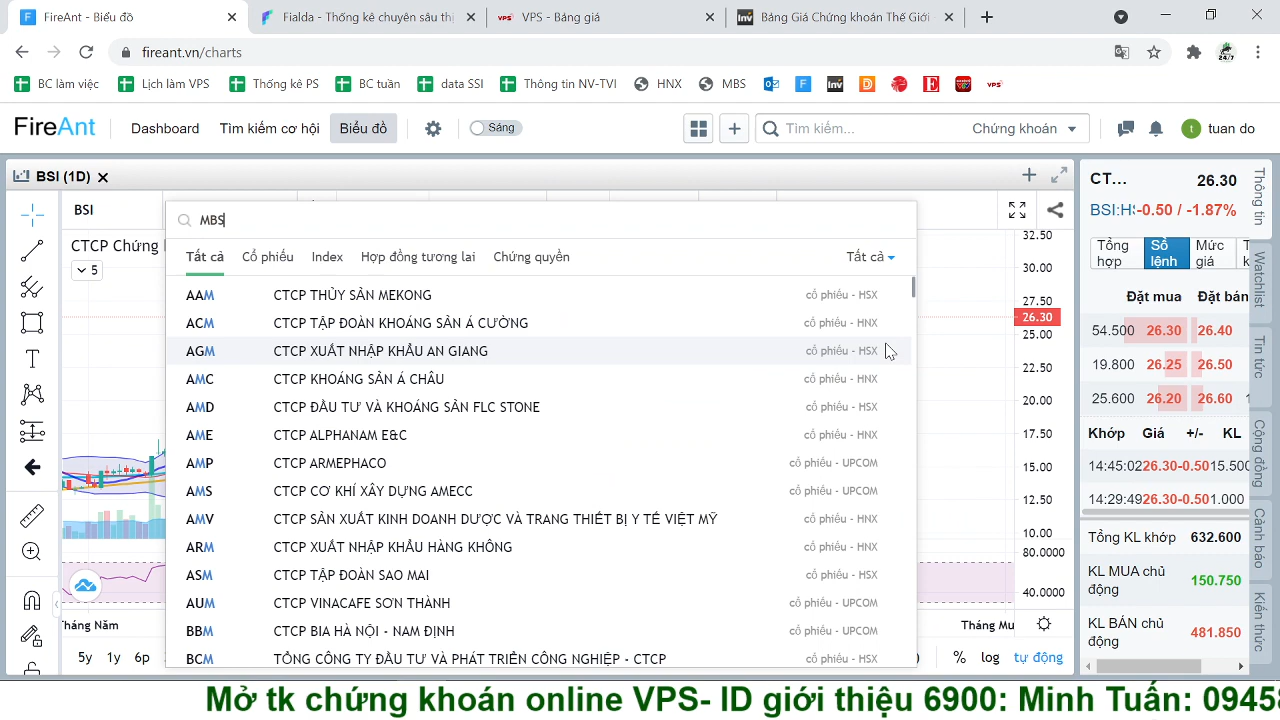 FireAnt - Biểu đồ
Fialda - Thống kê chuyên sâu thị
VPS - Bảng giá
Bảng Giá Chứng khoán Thế Giới
fireant.vn/charts
BC làm việc
Lịch làm VPS
Thống kê PS
BC tuần
data SSI
Thông tin NV-TVI
HNX
MBS
FireAnt
Dashboard
Tìm kiếm cơ hội
Biểu đồ
Sáng
Tìm kiếm...
Chứng khoán
tuan do
BSI (1D)
BSI
MBS
CTCP Chứng
5
Tất cả
Cổ phiếu
Index
Hợp đồng tương lai
Chứng quyền
Tất cả
AAM CTCP THỦY SẢN MEKONG cổ phiếu - HSX
ACM CTCP TẬP ĐOÀN KHOÁNG SẢN Á CƯỜNG cổ phiếu - HNX
AGM CTCP XUẤT NHẬP KHẨU AN GIANG cổ phiếu - HSX
AMC CTCP KHOÁNG SẢN Á CHÂU cổ phiếu - HNX
AMD CTCP ĐẦU TƯ VÀ KHOÁNG SẢN FLC STONE cổ phiếu - HSX
AME CTCP ALPHANAM E&C cổ phiếu - HNX
AMP CTCP ARMEPHACO cổ phiếu - UPCOM
AMS CTCP CƠ KHÍ XÂY DỰNG AMECC cổ phiếu - UPCOM
AMV CTCP SẢN XUẤT KINH DOANH DƯỢC VÀ TRANG THIẾT BỊ Y TẾ VIỆT MỸ cổ phiếu - HNX
ARM CTCP XUẤT NHẬP KHẨU HÀNG KHÔNG cổ phiếu - HNX
ASM CTCP TẬP ĐOÀN SAO MAI cổ phiếu - HSX
AUM CTCP VINACAFE SƠN THÀNH cổ phiếu - UPCOM
BBM CTCP BIA HÀ NỘI - NAM ĐỊNH cổ phiếu - UPCOM
BCM TỔNG CÔNG TY ĐẦU TƯ VÀ PHÁT TRIỂN CÔNG NGHIỆP - CTCP cổ phiếu - HSX
32.50
30.00
27.50
26.30
25.00
22.50
20.00
17.50
15.00
12.50
10.00
80.0000
40.0000
Tháng Năm
Tháng Mu
5y 1y 6p
% log tự động
CT... 26.30
BSI:H -0.50 / -1.87%
Tổng hợp
Sổ lệnh
Mức giá
Đặt mua Đặt bán
54.500 26.30 26.40
19.800 26.25 26.50
25.600 26.20 26.60
Khớp Giá +/- KL
14:45:02 26.30 -0.50 15.500
14:29:49 26.30 -0.50 1.000
Tổng KL khớp 632.600
KL MUA chủ động 150.750
KL BÁN chủ động 481.850
Thông tin
Watchlist
Tin tức
Cộng đồng
Cảnh báo
Kiến thức
Mở tk chứng khoán online VPS- ID giới thiệu 6900: Minh Tuấn: 09458